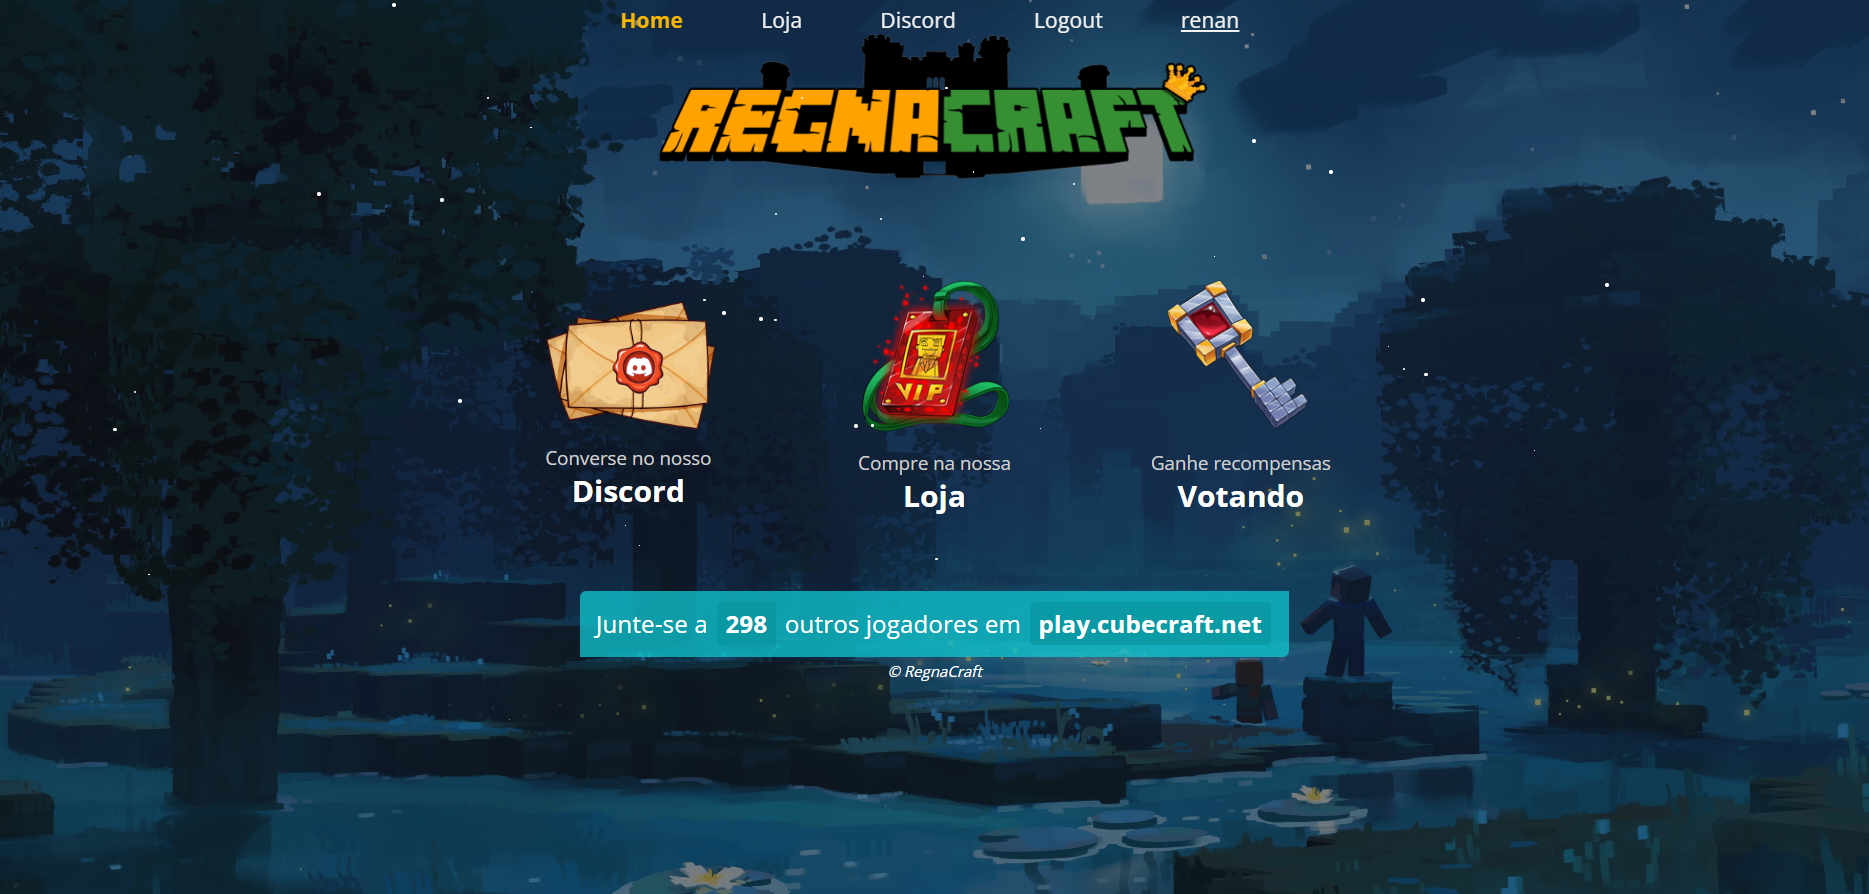 Home Loja Discord Logout renan
REGNACRAFT
VIP
Converse no nosso
Discord
Compre na nossa
Loja
Ganhe recompensas
Votando
Junte-se a 298 outros jogadores em play.cubecraft.net
© RegnaCraft